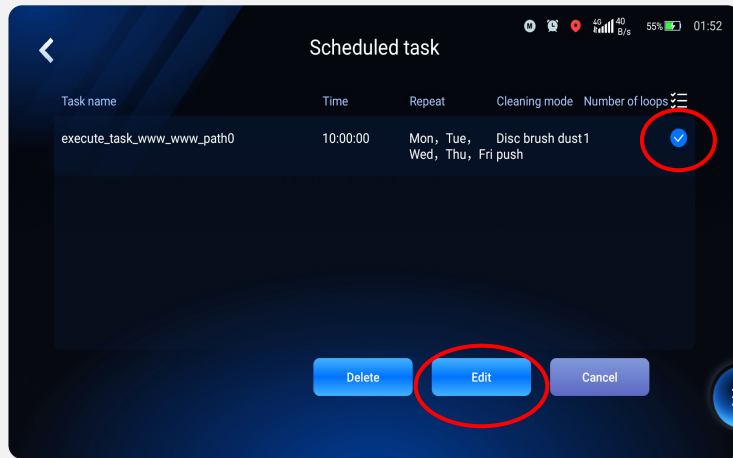 M 4G 40 B/s 55% 01:52
Scheduled task
Task name Time Repeat Cleaning mode Number of loops
execute_task_www_www_path0 10:00:00 Mon, Tue, Disc brush dust 1
Wed, Thu, Fri push
Delete Edit Cancel